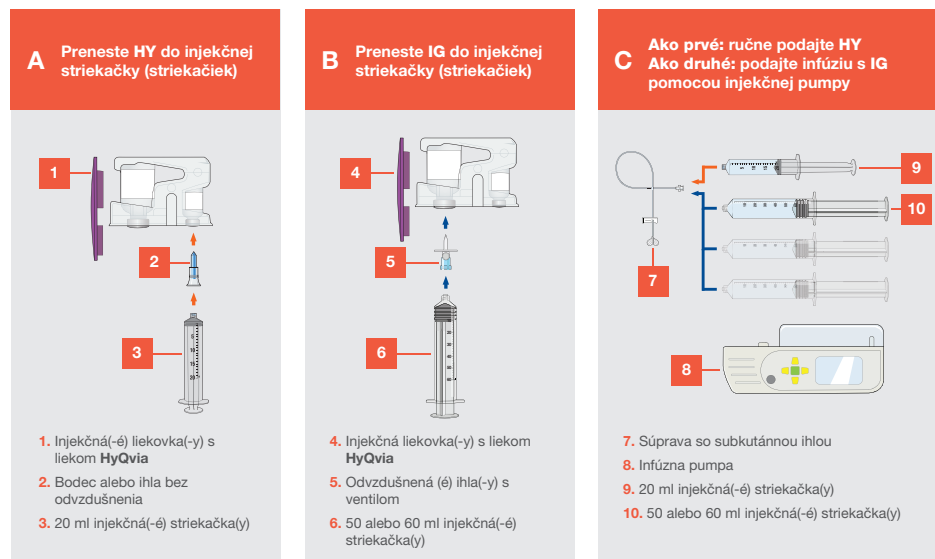 A
Preneste HY do injekčnej
striekačky (striekačiek)
1
2
3
5
10
15
20
1. Injekčná(-é) liekovka(-y) s
liekom HyQvia
2. Bodec alebo ihla bez
odvzdušnenia
3. 20 ml injekčná(-é) striekačka(y)
B
Preneste IG do injekčnej
striekačky (striekačiek)
4
5
6
4. Injekčná liekovka(-y) s liekom
HyQvia
5. Odvzdušnená (é) ihla(-y) s
ventilom
6. 50 alebo 60 ml injekčná(-é)
striekačka(y)
C
Ako prvé: ručne podajte HY
Ako druhé: podajte infúziu s IG
pomocou injekčnej pumpy
9
10
7
8
7. Súprava so subkutánnou ihlou
8. Infúzna pumpa
9. 20 ml injekčná(-é) striekačka(y)
10. 50 alebo 60 ml injekčná(-é) striekačka(y)